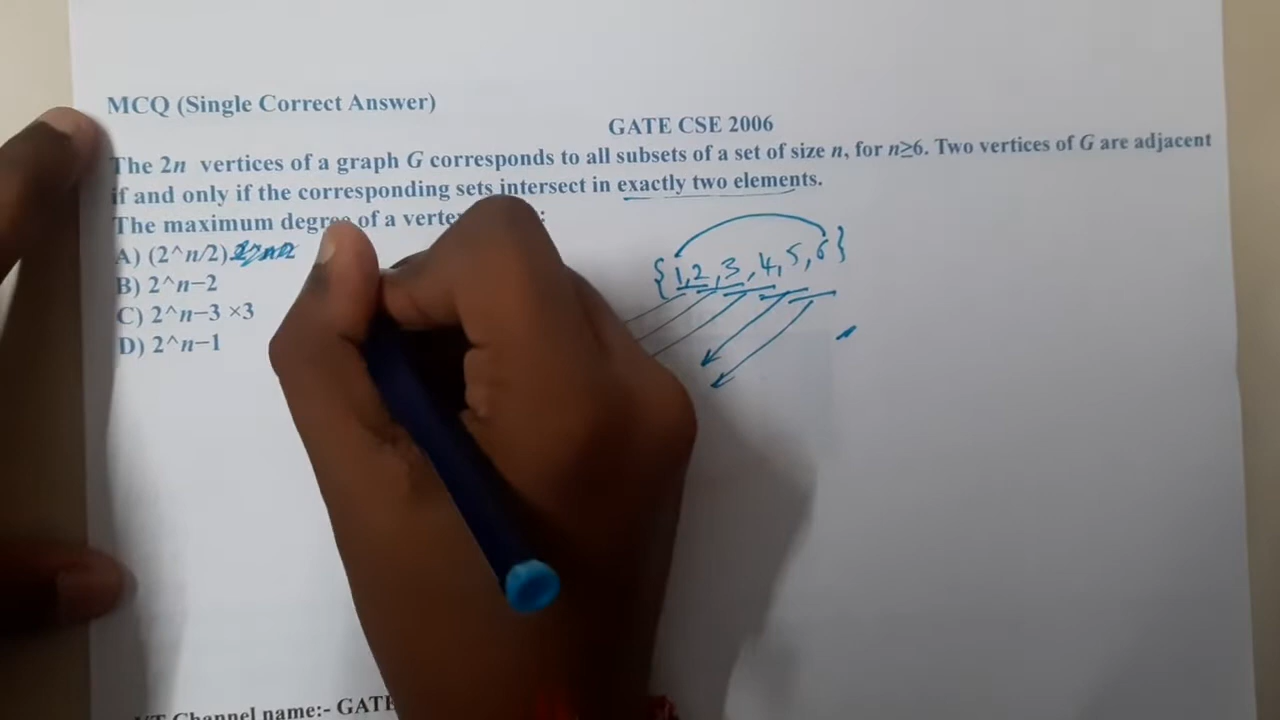 MCQ (Single Correct Answer)
GATE CSE 2006
The 2n vertices of a graph G corresponds to all subsets of a set of size n, for n≥6. Two vertices of G are adjacent
if and only if the corresponding sets intersect in exactly two elements.
The maximum degree of a :
A) (2^n/2)
B) 2^n−2
C) 2^n−3 ×3
D) 2^n−1
{1,2,3,4,5,6}
Channel name:- GATE